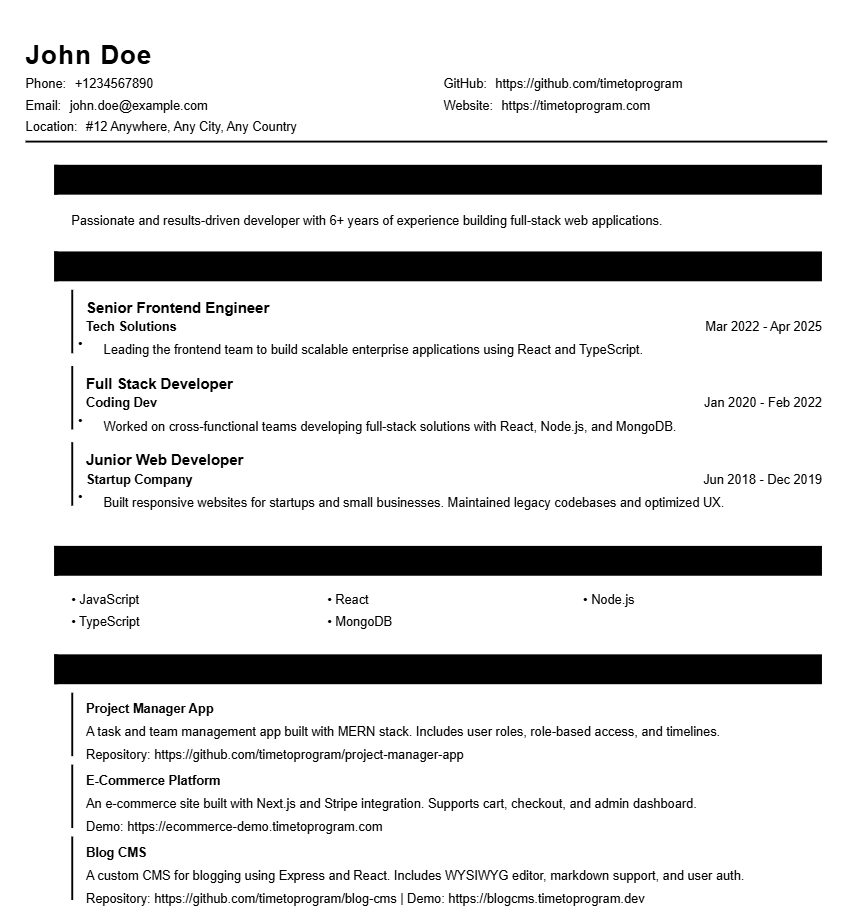 John Doe
Phone: +1234567890
GitHub: https://github.com/timetoprogram
Email: john.doe@example.com
Website: https://timetoprogram.com
Location: #12 Anywhere, Any City, Any Country
Passionate and results-driven developer with 6+ years of experience building full-stack web applications.
Senior Frontend Engineer
Tech Solutions Mar 2022 - Apr 2025
• Leading the frontend team to build scalable enterprise applications using React and TypeScript.
Full Stack Developer
Coding Dev Jan 2020 - Feb 2022
• Worked on cross-functional teams developing full-stack solutions with React, Node.js, and MongoDB.
Junior Web Developer
Startup Company Jun 2018 - Dec 2019
• Built responsive websites for startups and small businesses. Maintained legacy codebases and optimized UX.
• JavaScript • React • Node.js
• TypeScript • MongoDB
Project Manager App
A task and team management app built with MERN stack. Includes user roles, role-based access, and timelines.
Repository: https://github.com/timetoprogram/project-manager-app
E-Commerce Platform
An e-commerce site built with Next.js and Stripe integration. Supports cart, checkout, and admin dashboard.
Demo: https://ecommerce-demo.timetoprogram.com
Blog CMS
A custom CMS for blogging using Express and React. Includes WYSIWYG editor, markdown support, and user auth.
Repository: https://github.com/timetoprogram/blog-cms | Demo: https://blogcms.timetoprogram.dev